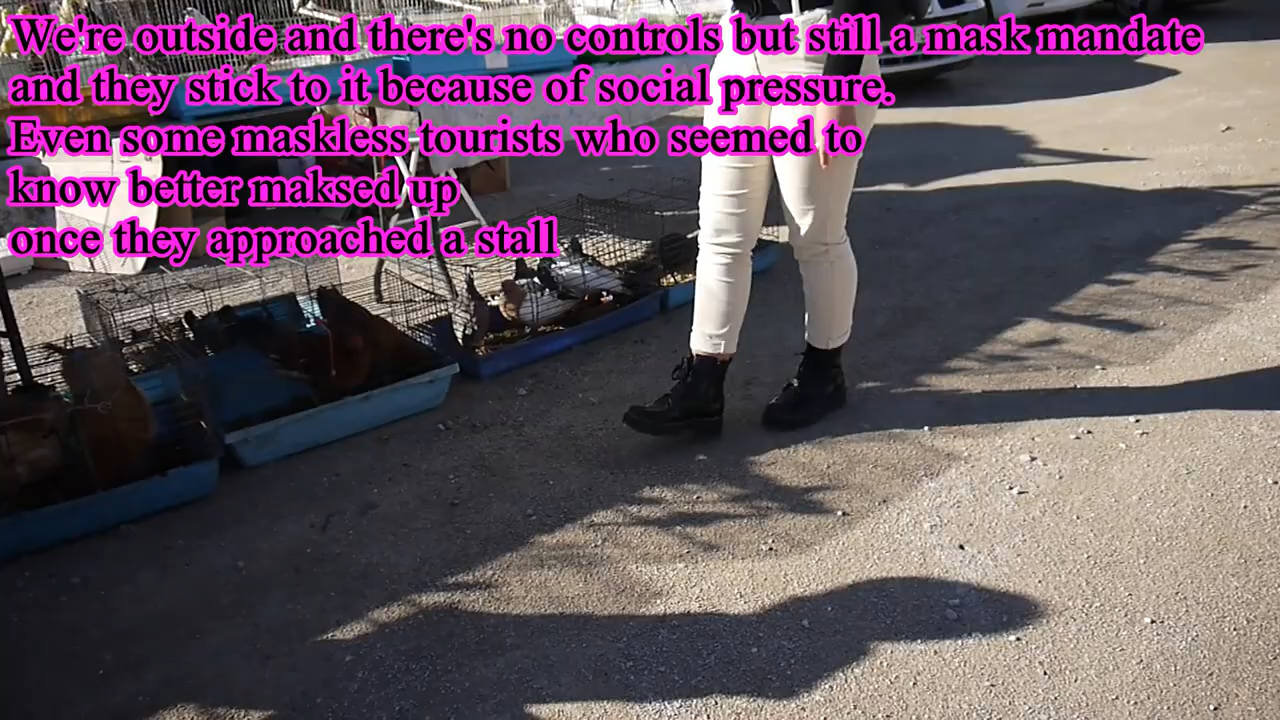 We're outside and there's no controls but still a mask mandate
and they stick to it because of social pressure.
Even some maskless tourists who seemed to
know better maksed up
once they approached a stall